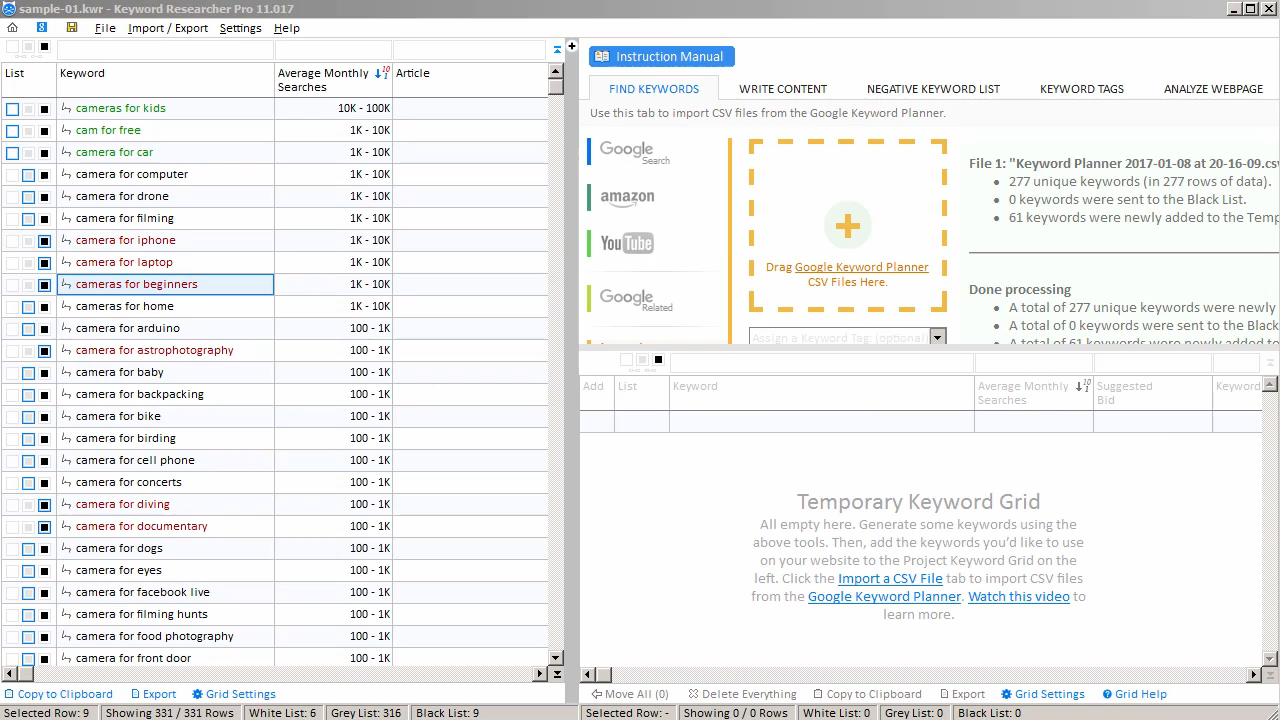 sample-01.kwr - Keyword Researcher Pro 11.017
File Import / Export Settings Help
List Keyword Average Monthly Searches Article
cameras for kids 10K - 100K
cam for free 1K - 10K
camera for car 1K - 10K
camera for computer 1K - 10K
camera for drone 1K - 10K
camera for filming 1K - 10K
camera for iphone 1K - 10K
camera for laptop 1K - 10K
cameras for beginners 1K - 10K
cameras for home 1K - 10K
camera for arduino 100 - 1K
camera for astrophotography 100 - 1K
camera for baby 100 - 1K
camera for backpacking 100 - 1K
camera for bike 100 - 1K
camera for birding 100 - 1K
camera for cell phone 100 - 1K
camera for concerts 100 - 1K
camera for diving 100 - 1K
camera for documentary 100 - 1K
camera for dogs 100 - 1K
camera for eyes 100 - 1K
camera for facebook live 100 - 1K
camera for filming hunts 100 - 1K
camera for food photography 100 - 1K
camera for front door 100 - 1K
Copy to Clipboard Export Grid Settings
Selected Row: 9 Showing 331 / 331 Rows White List: 6 Grey List: 316 Black List: 9
Instruction Manual
FIND KEYWORDS WRITE CONTENT NEGATIVE KEYWORD LIST KEYWORD TAGS ANALYZE WEBPAGE
Use this tab to import CSV files from the Google Keyword Planner.
Google Search
amazon
YouTube
Google Related
Drag Google Keyword Planner
CSV Files Here.
Assign a Keyword Tag: (optional)
File 1: "Keyword Planner 2017-01-08 at 20-16-09.cs
277 unique keywords (in 277 rows of data).
0 keywords were sent to the Black List.
61 keywords were newly added to the Temp
Done processing
A total of 277 unique keywords were newly
A total of 0 keywords were sent to the Black
A total of 61 keywords were newly added to
Add List Keyword Average Monthly Searches Suggested Bid Keyword
Temporary Keyword Grid
All empty here. Generate some keywords using the
above tools. Then, add the keywords you'd like to use
on your website to the Project Keyword Grid on the
left. Click the Import a CSV File tab to import CSV files
from the Google Keyword Planner. Watch this video to
learn more.
Move All (0) Delete Everything Copy to Clipboard Export Grid Settings Grid Help
Selected Row: - Showing 0 / 0 Rows White List: 0 Grey List: 0 Black List: 0